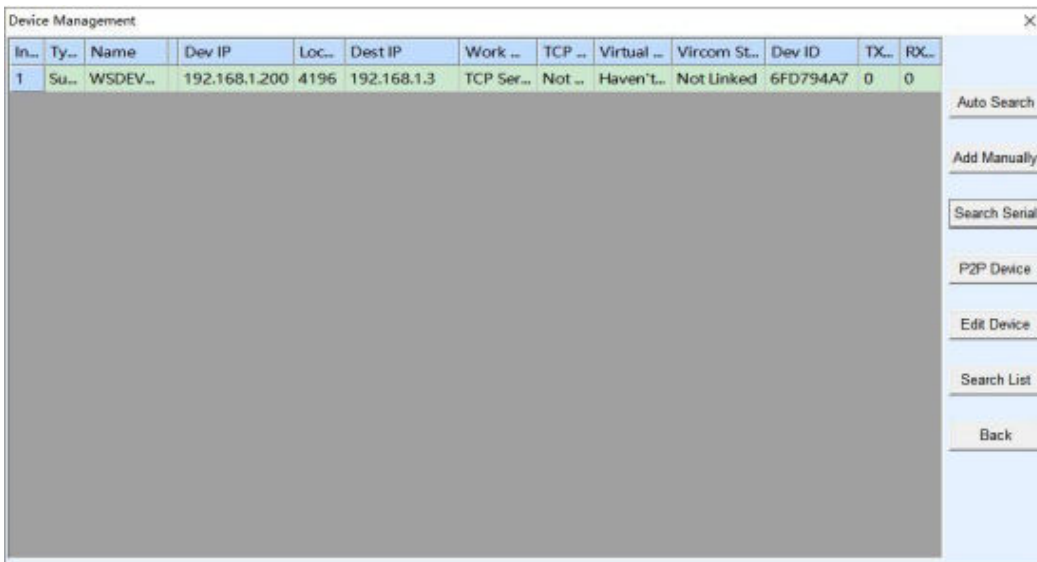 Device Management
In... Ty... Name Dev IP Loc... Dest IP Work ... TCP ... Virtual ... Vircom St... Dev ID TX... RX...
1 Su... WSDEV... 192.168.1.200 4196 192.168.1.3 TCP Ser... Not ... Haven't... Not Linked 6FD794A7 0 0
Auto Search
Add Manually
Search Serial
P2P Device
Edit Device
Search List
Back